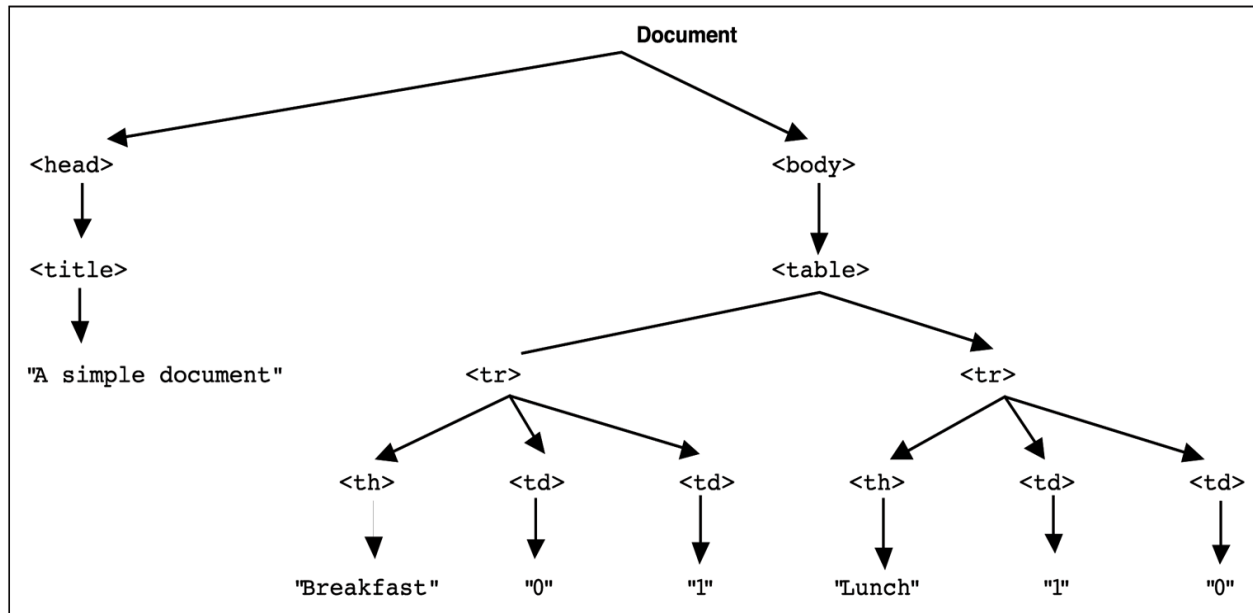 Document
<head> <body>
<title> <table>
"A simple document" <tr> <tr>
<th> <td> <td> <th> <td> <td>
"Breakfast" "0" "1" "Lunch" "1" "0"